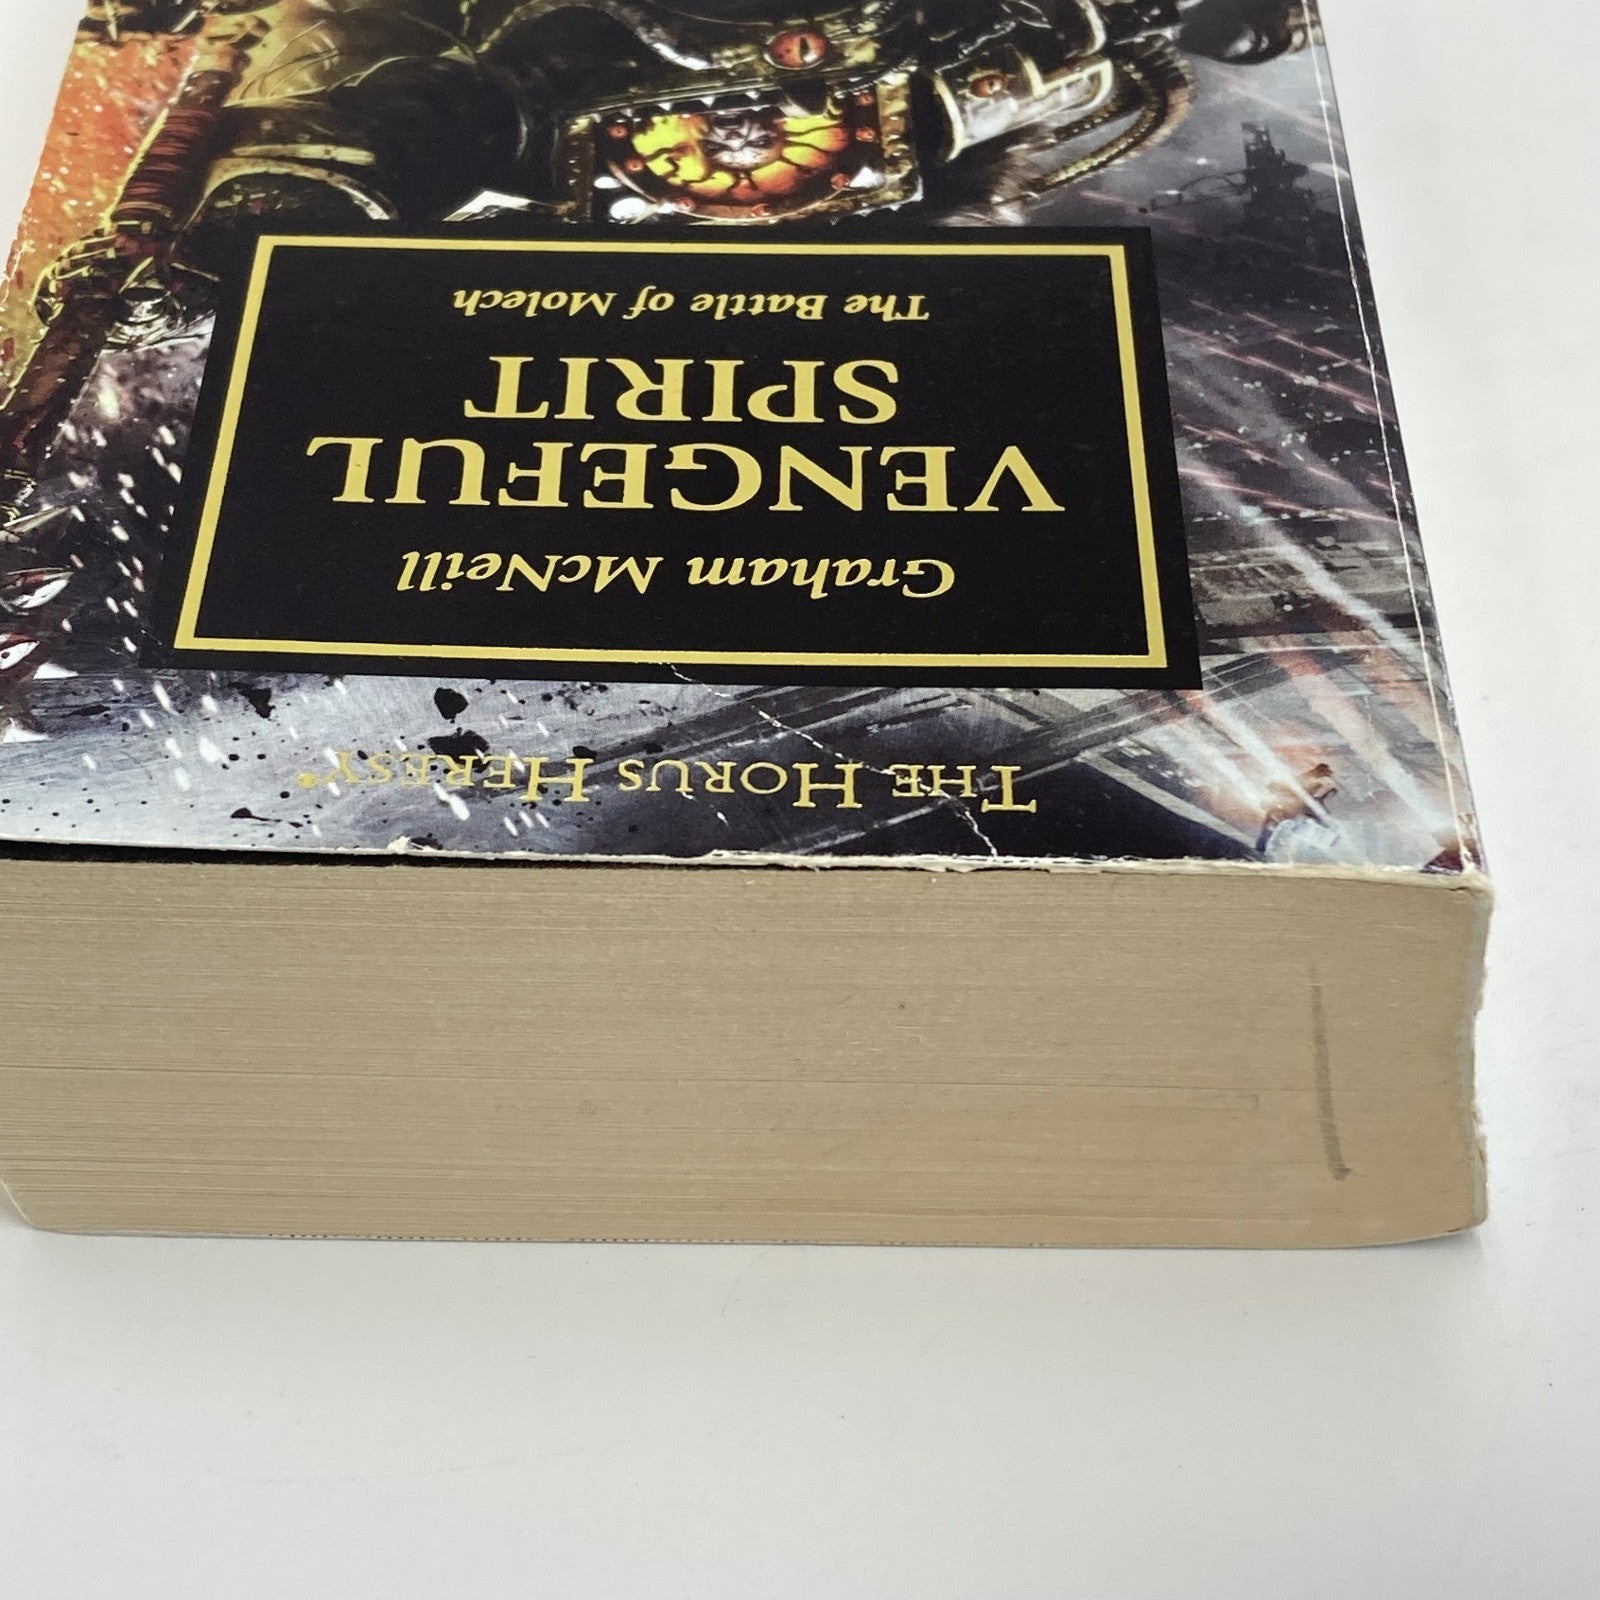 THE HORUS HERESY®
Graham McNeill
VENGEFUL
SPIRIT
The Battle of Molech